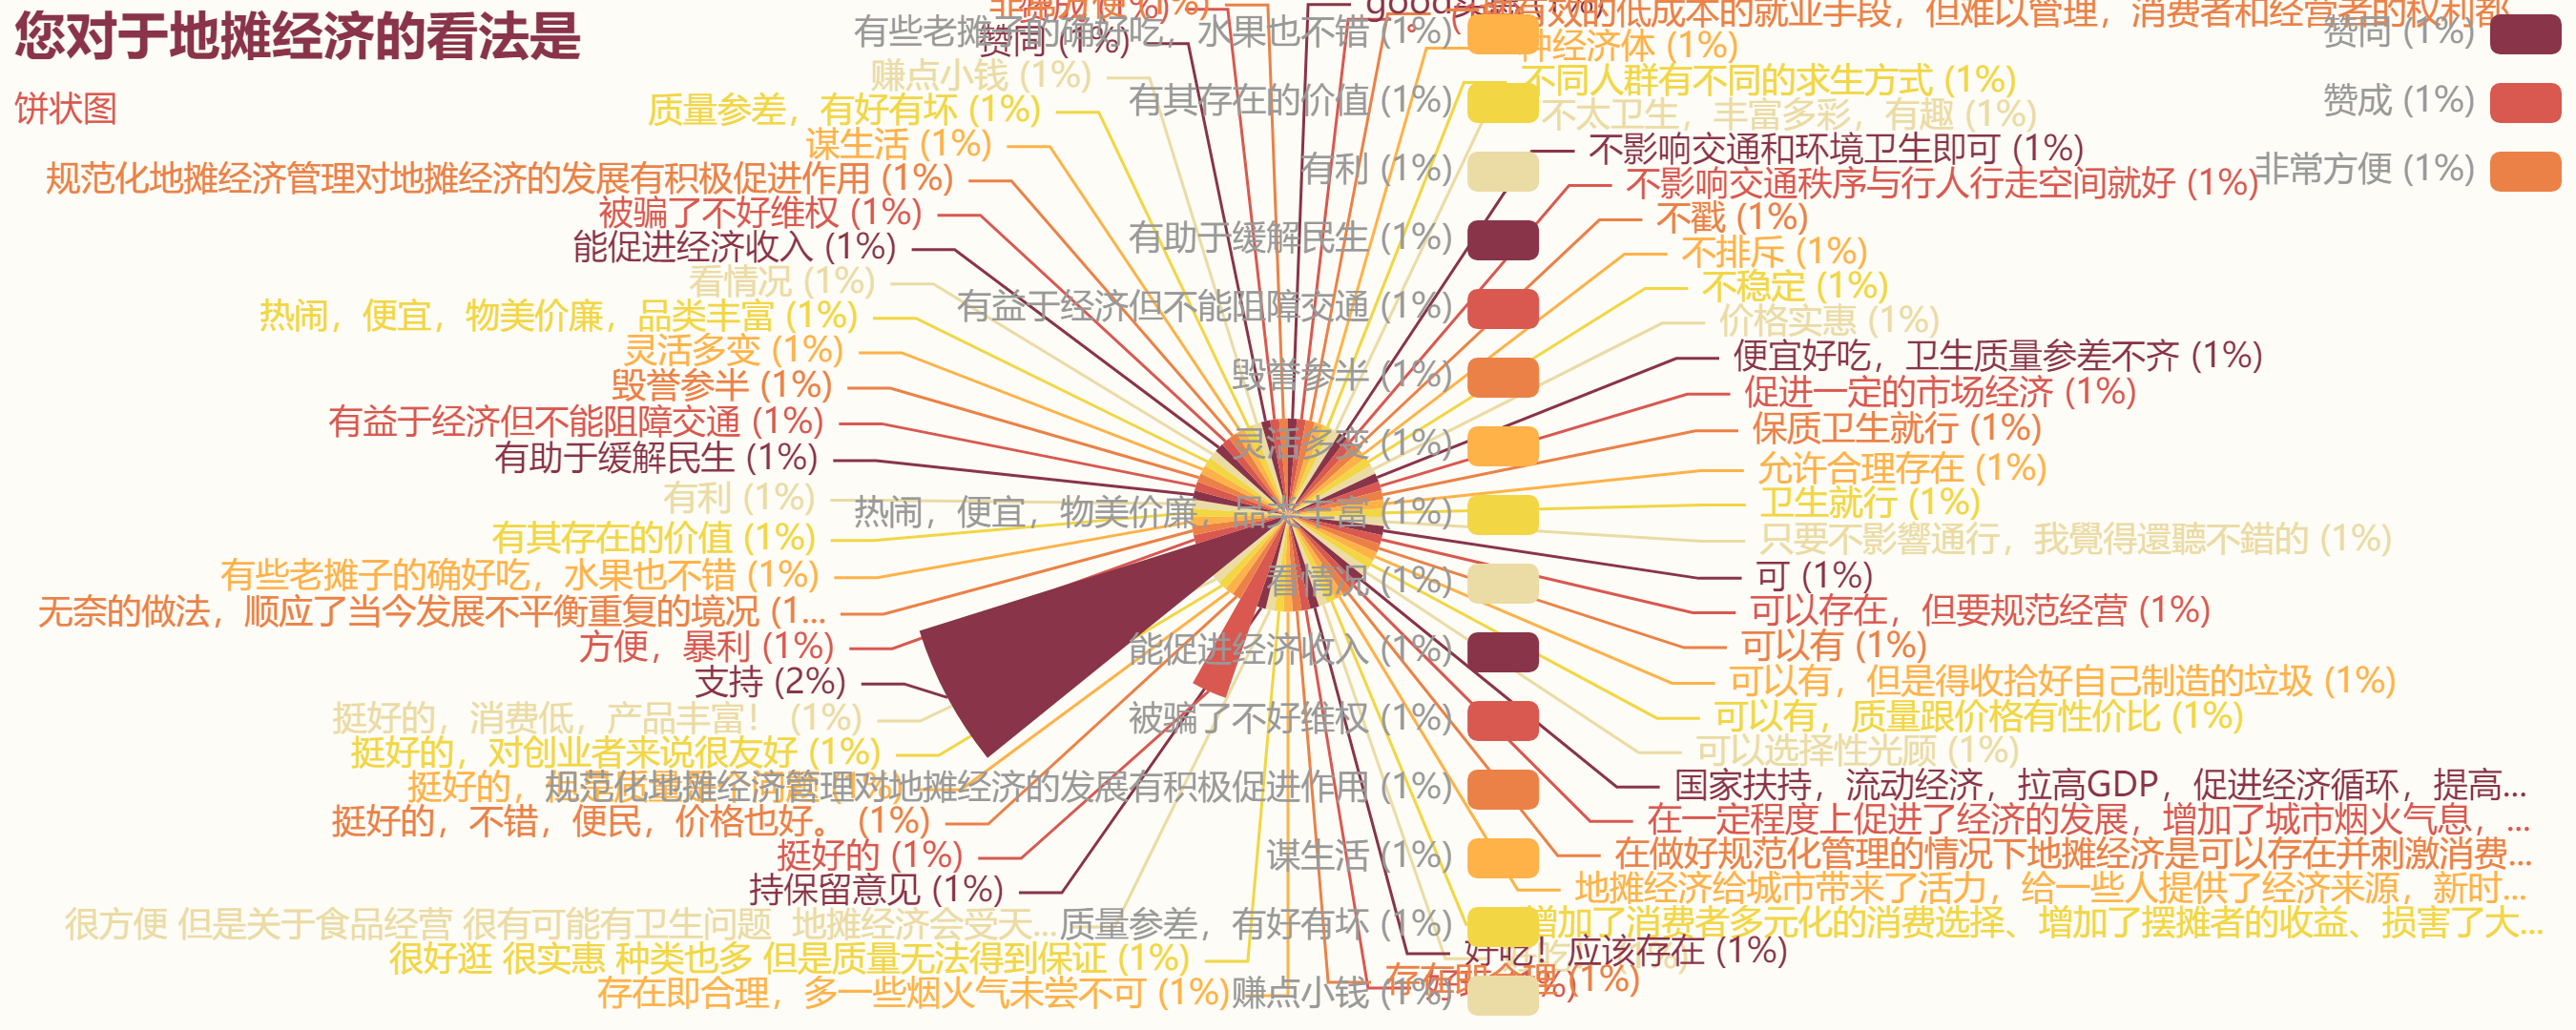 您对于地摊经济的看法是
饼状图
赞同 (1%)
赚点小钱 (1%)
质量参差，有好有坏 (1%)
谋生活 (1%)
规范化地摊经济管理对地摊经济的发展有积极促进作用 (1%)
被骗了不好维权 (1%)
能促进经济收入 (1%)
看情况 (1%)
热闹，便宜，物美价廉，品类丰富 (1%)
灵活多变 (1%)
毁誉参半 (1%)
有益于经济但不能阻障交通 (1%)
有助于缓解民生 (1%)
有利 (1%)
有其存在的价值 (1%)
有些老摊子的确好吃，水果也不错 (1%)
无奈的做法，顺应了当今发展不平衡重复的境况 (1...
方便，暴利 (1%)
支持 (2%)
挺好的，消费低，产品丰富！ (1%)
挺好的，对创业者来说很友好 (1%)
挺好的，
挺好的，不错，便民，价格也好。 (1%)
挺好的 (1%)
持保留意见 (1%)
很方便 但是关于食品经营 很有可能有卫生问题 地摊经济会受天...
很好逛 很实惠 种类也多 但是质量无法得到保证 (1%)
存在即合理，多一些烟火气未尝不可 (1%)
有些老摊子的确好吃，水果也不错 (1%)
有其存在的价值 (1%)
有利 (1%)
有助于缓解民生 (1%)
有益于经济但不能阻障交通 (1%)
毁誉参半 (1%)
灵活多变 (1%)
热闹，便宜，物美价廉，品类丰富 (1%)
看情况 (1%)
能促进经济收入 (1%)
被骗了不好维权 (1%)
规范化地摊经济管理对地摊经济的发展有积极促进作用 (1%)
谋生活 (1%)
质量参差，有好有坏 (1%)
赚点小钱 (1%)
有效的低成本的就业手段，但难以管理，消费者和经营者的权利都
种经济体 (1%)
不同人群有不同的求生方式 (1%)
不太卫生，丰富多彩，有趣 (1%)
不影响交通和环境卫生即可 (1%)
不影响交通秩序与行人行走空间就好 (1%)
不戳 (1%)
不排斥 (1%)
不稳定 (1%)
价格实惠 (1%)
便宜好吃，卫生质量参差不齐 (1%)
促进一定的市场经济 (1%)
保质卫生就行 (1%)
允许合理存在 (1%)
卫生就行 (1%)
只要不影響通行，我覺得還聽不錯的 (1%)
可 (1%)
可以存在，但要规范经营 (1%)
可以有 (1%)
可以有，但是得收拾好自己制造的垃圾 (1%)
可以有，质量跟价格有性价比 (1%)
可以选择性光顾 (1%)
国家扶持，流动经济，拉高GDP，促进经济循环，提高...
在一定程度上促进了经济的发展，增加了城市烟火气息，...
在做好规范化管理的情况下地摊经济是可以存在并刺激消费...
地摊经济给城市带来了活力，给一些人提供了经济来源，新时...
增加了消费者多元化的消费选择、增加了摆摊者的收益、损害了大...
好吃！应该存在 (1%)
存在即合理 (1%)
赞同 (1%)
赞成 (1%)
非常方便 (1%)